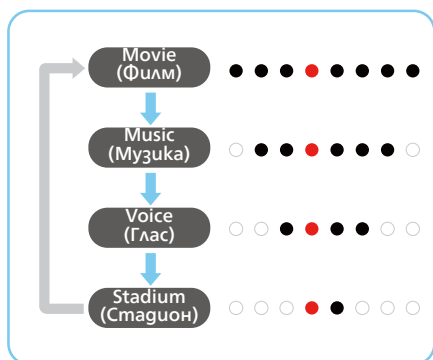 Movie
(Филм)
Music
(Музика)
Voice
(Глас)
Stadium
(Стадион)